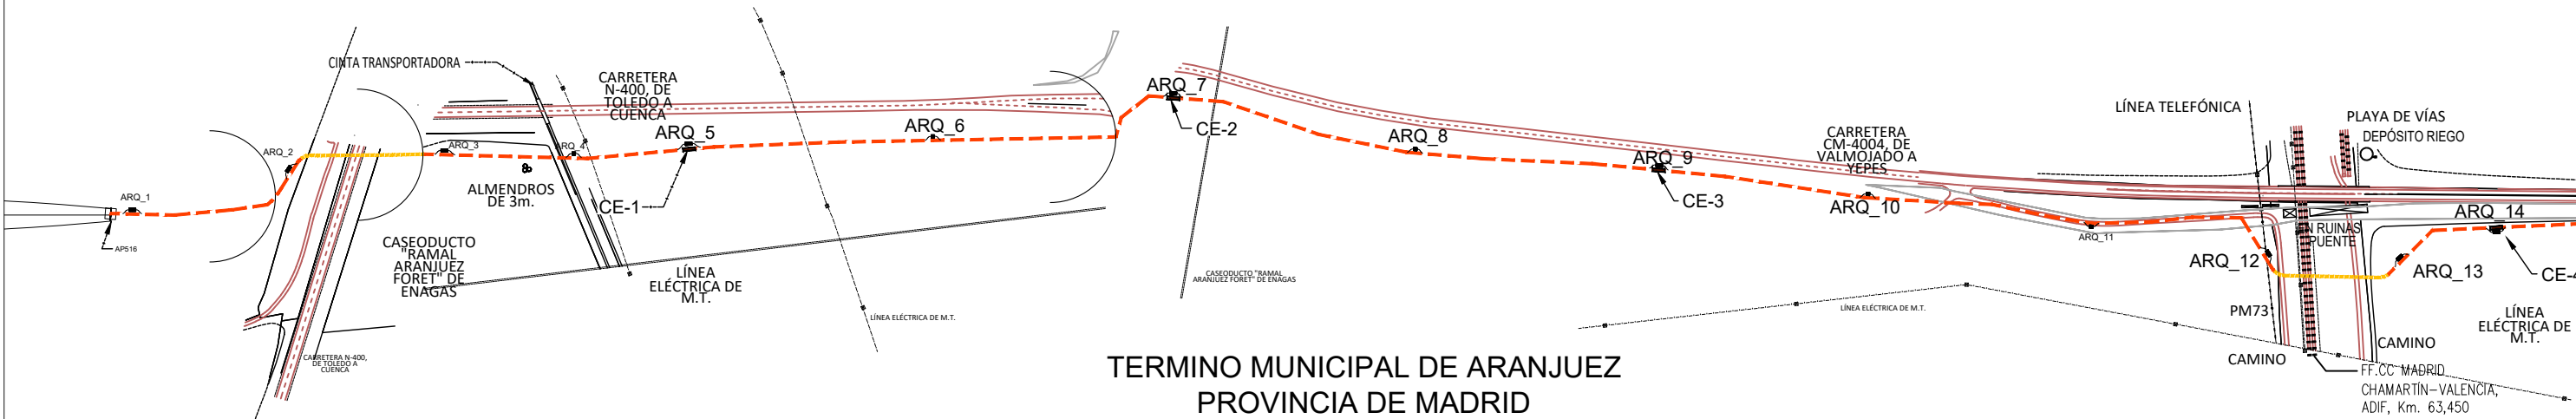 CINTA TRANSPORTADORA
CARRETERA
N-400, DE
TOLEDO A
CUENCA
ARQ_1
AP516
ARQ_2
ARQ_3
ARQ_4
ARQ_5
ARQ_6
ALMENDROS
DE 3m.
CE-1
CASEODUCTO
"RAMAL
ARANJUEZ
FORET" DE
ENAGAS
LÍNEA
ELÉCTRICA DE
M.T.
CARRETERA N-400,
DE TOLEDO A
CUENCA
LÍNEA ELÉCTRICA DE M.T.
ARQ_7
CE-2
CASEODUCTO "RAMAL
ARANJUEZ FORET" DE ENAGAS
ARQ_8
ARQ_9
CE-3
CARRETERA
CM-4004, DE
VALMOJADO A
YEPES
ARQ_10
LÍNEA ELÉCTRICA DE M.T.
ARQ_11
LÍNEA TELEFÓNICA
PLAYA DE VÍAS
DEPÓSITO RIEGO
EN RUINAS
PUENTE
ARQ_12
ARQ_13
ARQ_14
CE-4
PM73
CAMINO
CAMINO
LÍNEA
ELÉCTRICA DE
M.T.
FF.CC MADRID
CHAMARTÍN-VALENCIA,
ADIF, Km. 63,450
TERMINO MUNICIPAL DE ARANJUEZ
PROVINCIA DE MADRID